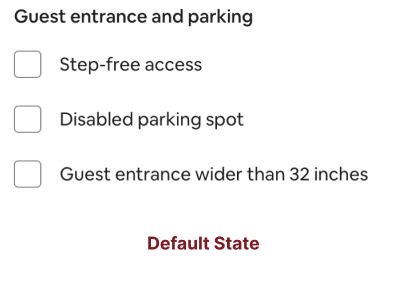 Guest entrance and parking
Step-free access
Disabled parking spot
Guest entrance wider than 32 inches
Default State